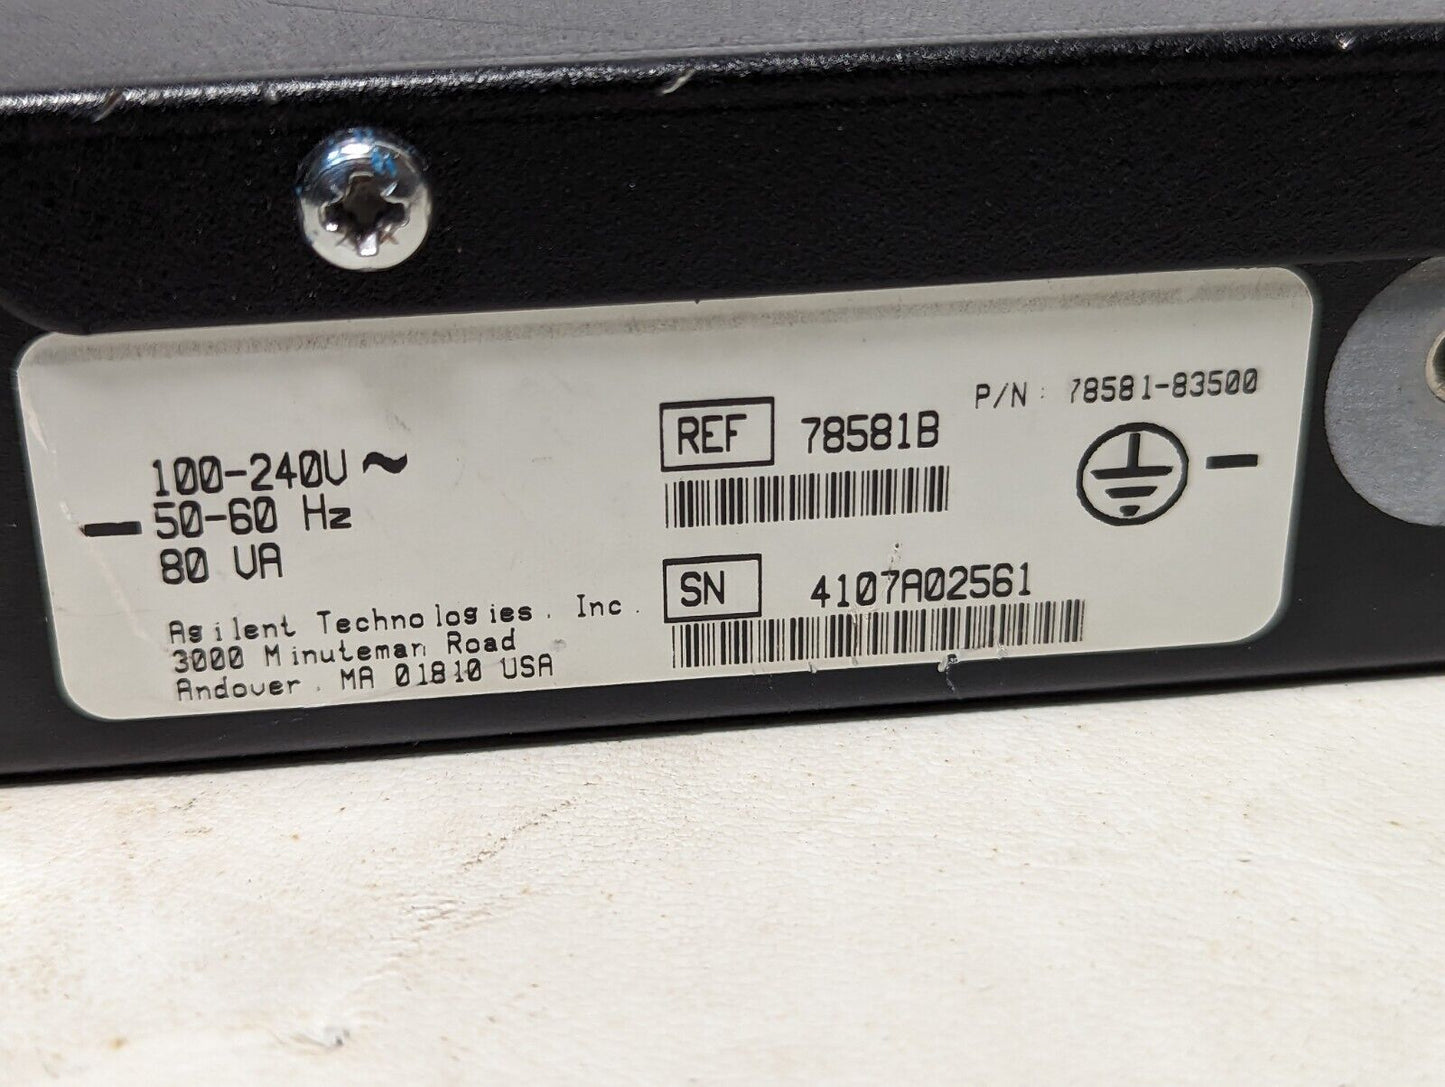 100-240V ~
50-60 Hz
80 VA
Agilent Technologies, Inc.
3000 Minuteman Road
Andover, MA 01810 USA
P/N: 78581-83500
REF 78581B
SN 4107A02561